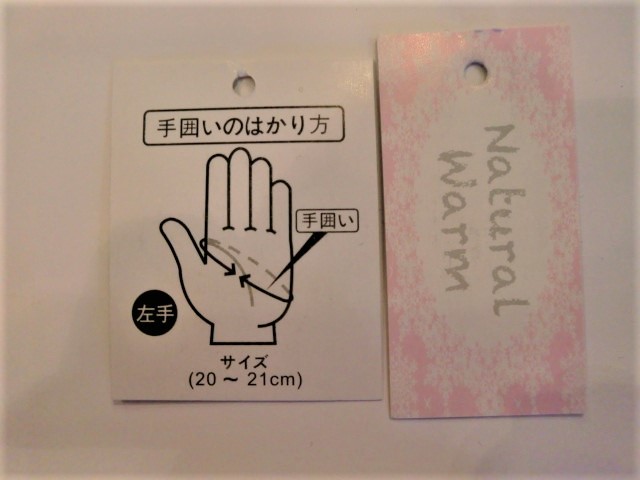 手囲いのはかり方
手囲い
左手
サイズ
(20 〜 21cm)
Natural
Warm